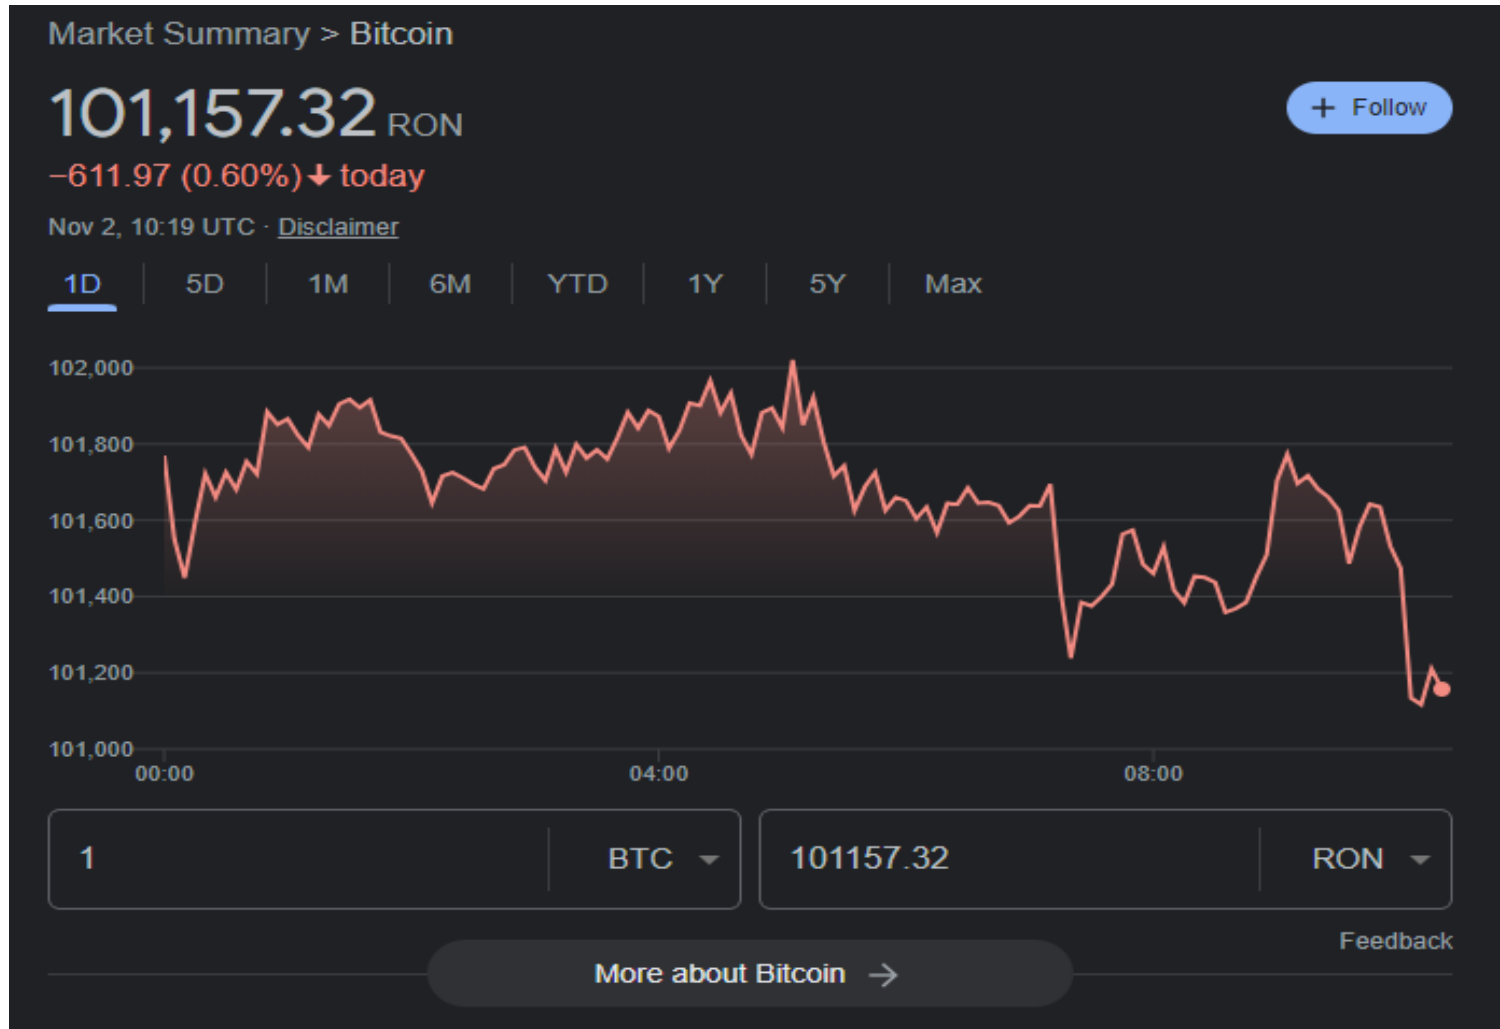 Market Summary > Bitcoin
101,157.32 RON
+ Follow
−611.97 (0.60%) ↓ today
Nov 2, 10:19 UTC · Disclaimer
1D 5D 1M 6M YTD 1Y 5Y Max
102,000
101,800
101,600
101,400
101,200
101,000
00:00 04:00 08:00
1 BTC 101157.32 RON
Feedback
More about Bitcoin →